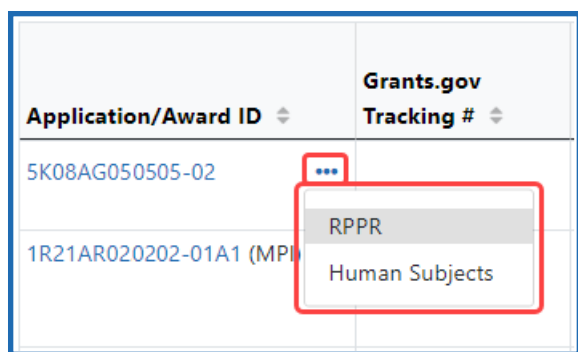 Grants.gov
Application/Award ID Tracking #
5K08AG050505-02
RPPR
1R21AR020202-01A1 (MPI)
Human Subjects